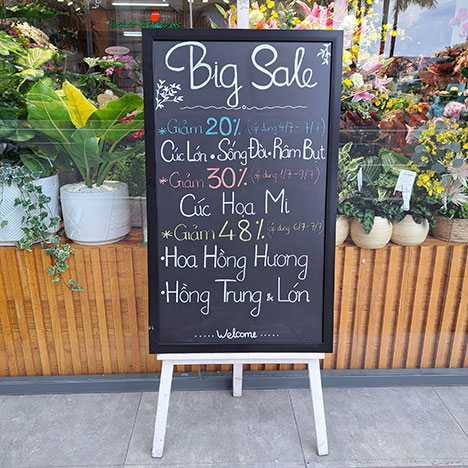 Big Sale
*Giảm 20% (áp dụng 4/7 - 7/7)
Cúc Lớn • Sống Đời • Râm Bụt
*Giảm 30% (áp dụng 1/7 - 9/7)
Cúc Họa Mi
*Giảm 48% (áp dụng 6/7 - 7/7)
• Hoa Hồng Hương
• Hồng Trung & Lớn
..... Welcome .....